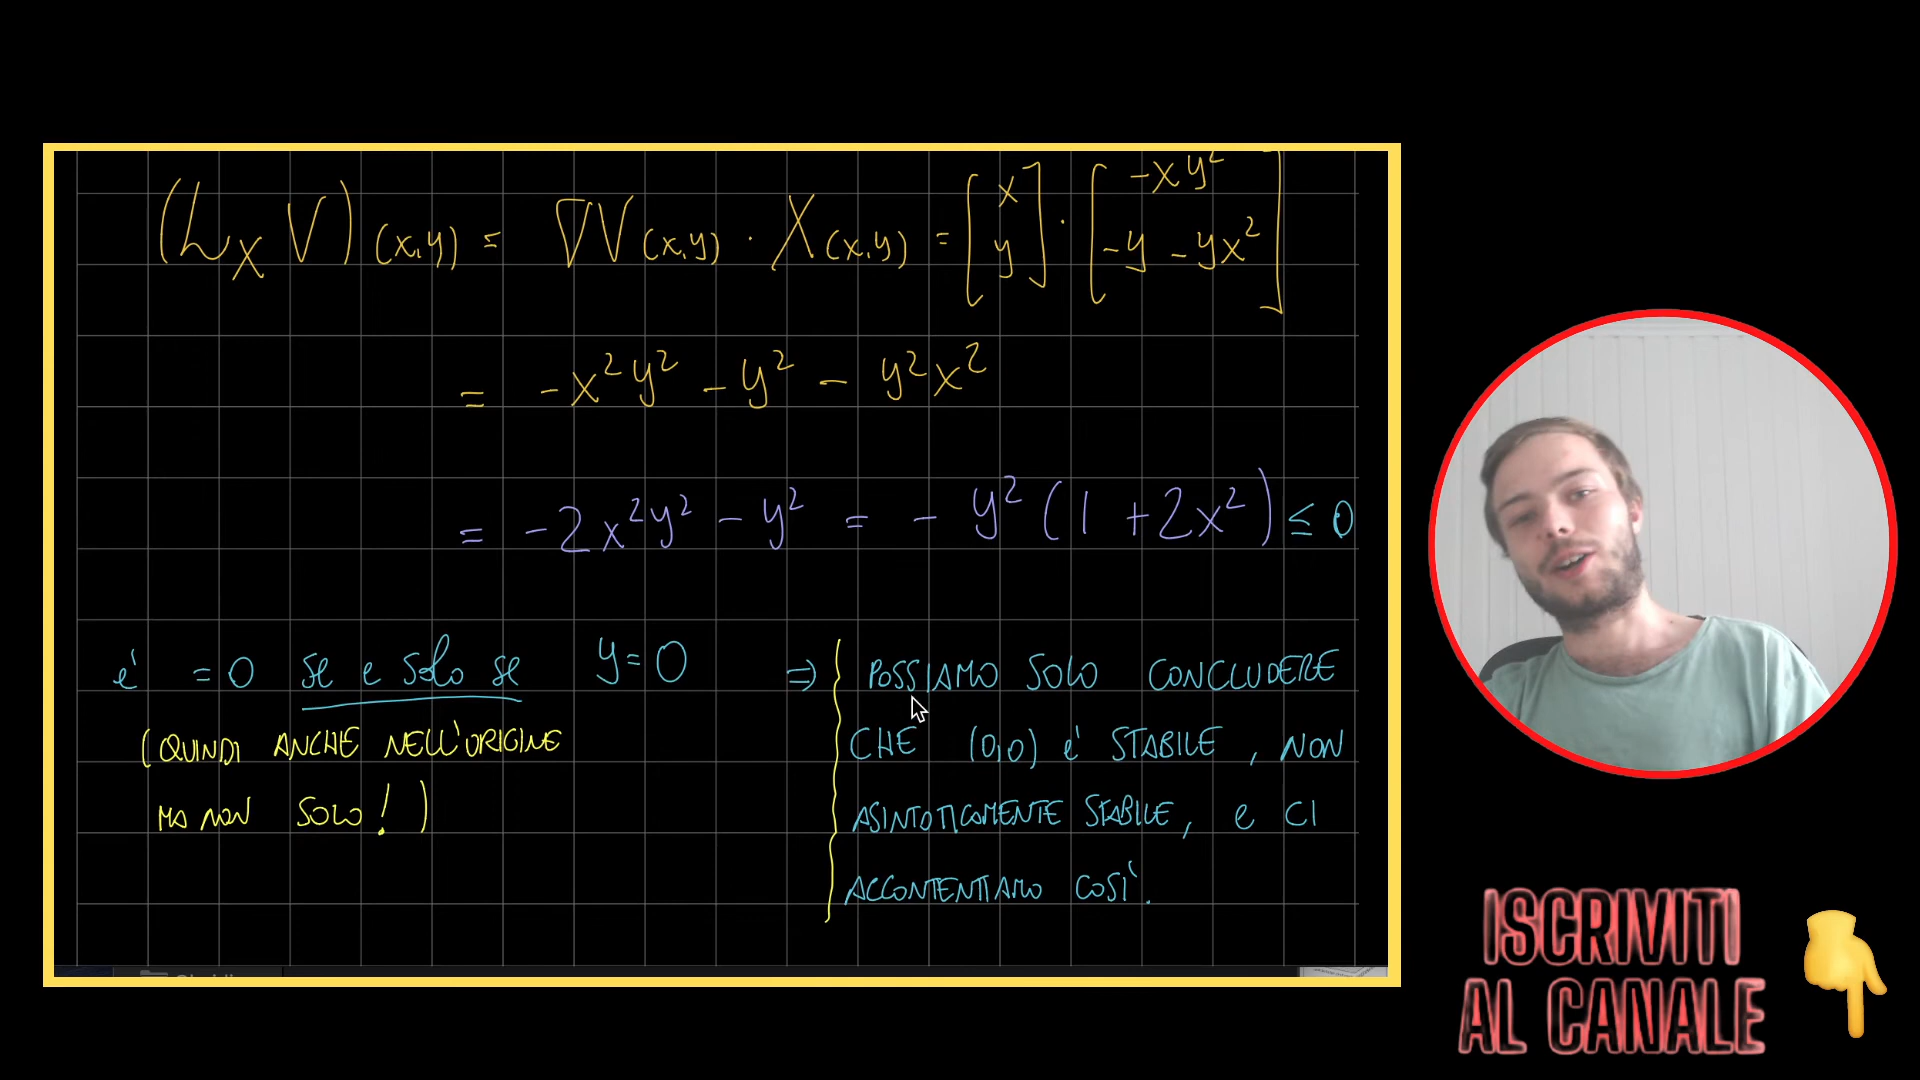 (L_X V)(x,y) = ∇V(x,y) · X(x,y) = [x y] · [-xy² -y - yx²]
= -x²y² - y² - y²x²
= -2x²y² - y² = - y² (1 + 2x²) ≤ 0
e' = 0 se e solo se y = 0
(QUINDI ANCHE NELL'ORIGINE
MA NON SOLO!)
⇒ POSSIAMO SOLO CONCLUDERE
CHE (0,0) e' STABILE, NON
ASINTOTICAMENTE STABILE, e CI
ACCONTENTIAMO COSÌ.
ISCRIVITI
AL CANALE